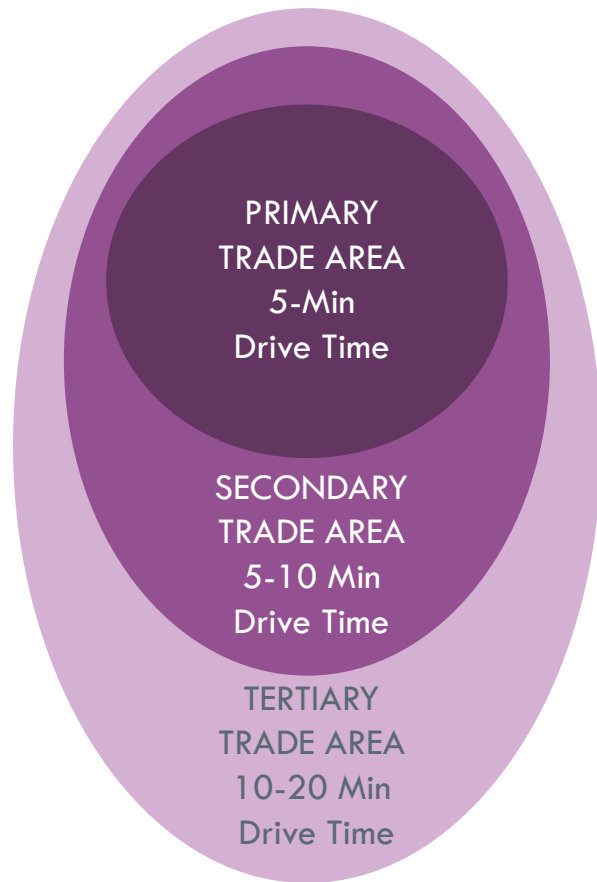 PRIMARY
TRADE AREA
5-Min
Drive Time
SECONDARY
TRADE AREA
5-10 Min
Drive Time
TERTIARY
TRADE AREA
10-20 Min
Drive Time